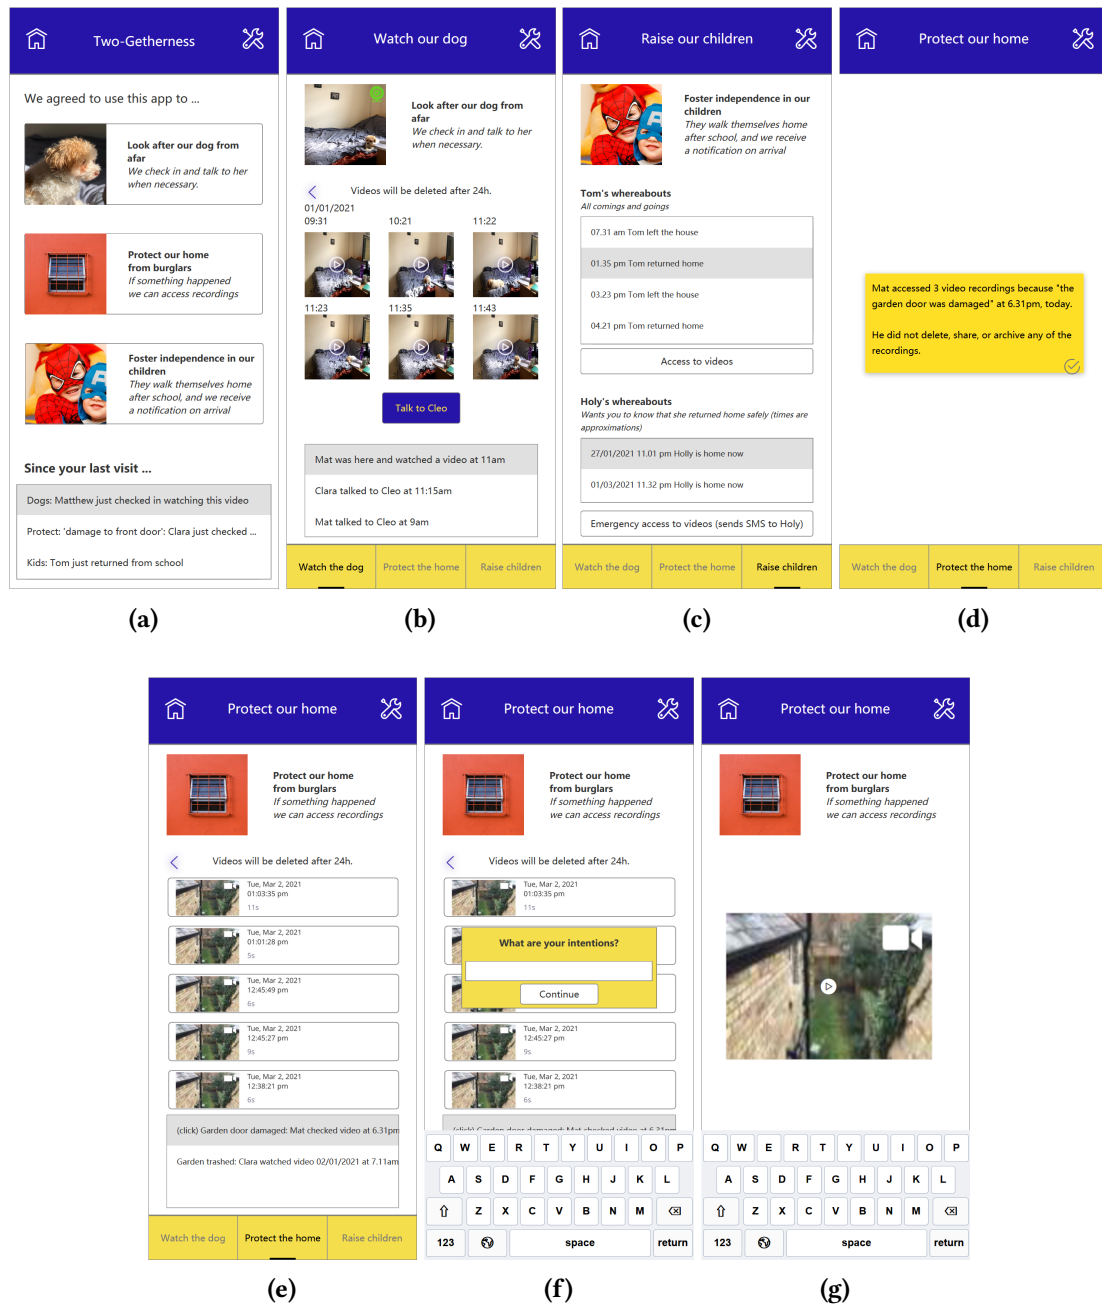 Two-Getherness
We agreed to use this app to ...
Look after our dog from
afar
We check in and talk to her
when necessary.
Protect our home
from burglars
If something happened
we can access recordings
Foster independence in our
children
They walk themselves home
after school, and we receive
a notification on arrival
Since your last visit ...
Dogs: Matthew just checked in watching this video
Protect: 'damage to front door': Clara just checked ...
Kids: Tom just returned from school
(a)
Watch our dog
Look after our dog from
afar
We check in and talk to her
when necessary.
Videos will be deleted after 24h.
01/01/2021
09:31 10:21 11:22
11:23 11:35 11:43
Talk to Cleo
Mat was here and watched a video at 11am
Clara talked to Cleo at 11:15am
Mat talked to Cleo at 9am
Watch the dog Protect the home Raise children
(b)
Raise our children
Foster independence in our
children
They walk themselves home
after school, and we receive
a notification on arrival
Tom's whereabouts
All comings and goings
07.31 am Tom left the house
01.35 pm Tom returned home
03.23 pm Tom left the house
04.21 pm Tom returned home
Access to videos
Holy's whereabouts
Wants you to know that she returned home safely (times are
approximations)
27/01/2021 11.01 pm Holly is home now
01/03/2021 11.32 pm Holly is home now
Emergency access to videos (sends SMS to Holy)
Watch the dog Protect the home Raise children
(c)
Protect our home
Mat accessed 3 video recordings because "the
garden door was damaged" at 6.31pm, today.
He did not delete, share, or archive any of the
recordings.
Watch the dog Protect the home Raise children
(d)
Protect our home
Protect our home
from burglars
If something happened
we can access recordings
Videos will be deleted after 24h.
Tue, Mar 2, 2021
01:03:35 pm
11s
Tue, Mar 2, 2021
01:01:28 pm
5s
Tue, Mar 2, 2021
12:45:49 pm
6s
Tue, Mar 2, 2021
12:45:27 pm
9s
Tue, Mar 2, 2021
12:38:21 pm
6s
(click) Garden door damaged: Mat checked video at 6.31pm
Garden trashed: Clara watched video 02/01/2021 at 7.11am
Watch the dog Protect the home Raise children
(e)
Protect our home
Protect our home
from burglars
If something happened
we can access recordings
Videos will be deleted after 24h.
Tue, Mar 2, 2021
01:03:35 pm
11s
Tue, Mar 2, 2021
What are your intentions?
Continue
6s
Tue, Mar 2, 2021
12:45:27 pm
9s
Tue, Mar 2, 2021
12:38:21 pm
6s
(click) Garden door damaged: Mat checked video at 6.31pm
Q W E R T Y U I O P
A S D F G H J K L
Z X C V B N M
123 space return
(f)
Protect our home
Protect our home
from burglars
If something happened
we can access recordings
Q W E R T Y U I O P
A S D F G H J K L
Z X C V B N M
123 space return
(g)